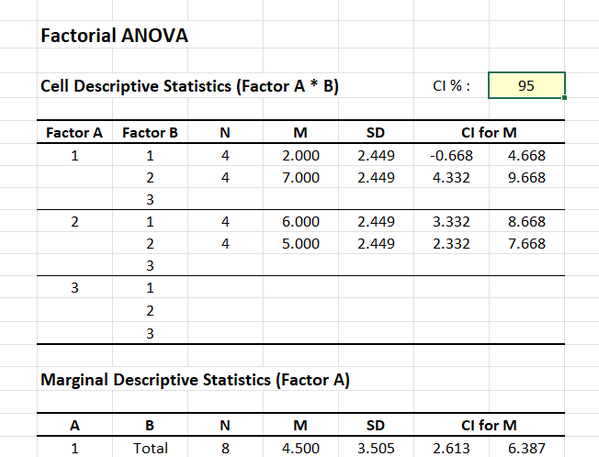 Factorial ANOVA
Cell Descriptive Statistics (Factor A * B) CI % : 95
Factor A Factor B N M SD CI for M
1 1 4 2.000 2.449 -0.668 4.668
2 4 7.000 2.449 4.332 9.668
3
2 1 4 6.000 2.449 3.332 8.668
2 4 5.000 2.449 2.332 7.668
3
3 1
2
3
Marginal Descriptive Statistics (Factor A)
A B N M SD CI for M
1 Total 8 4.500 3.505 2.613 6.387